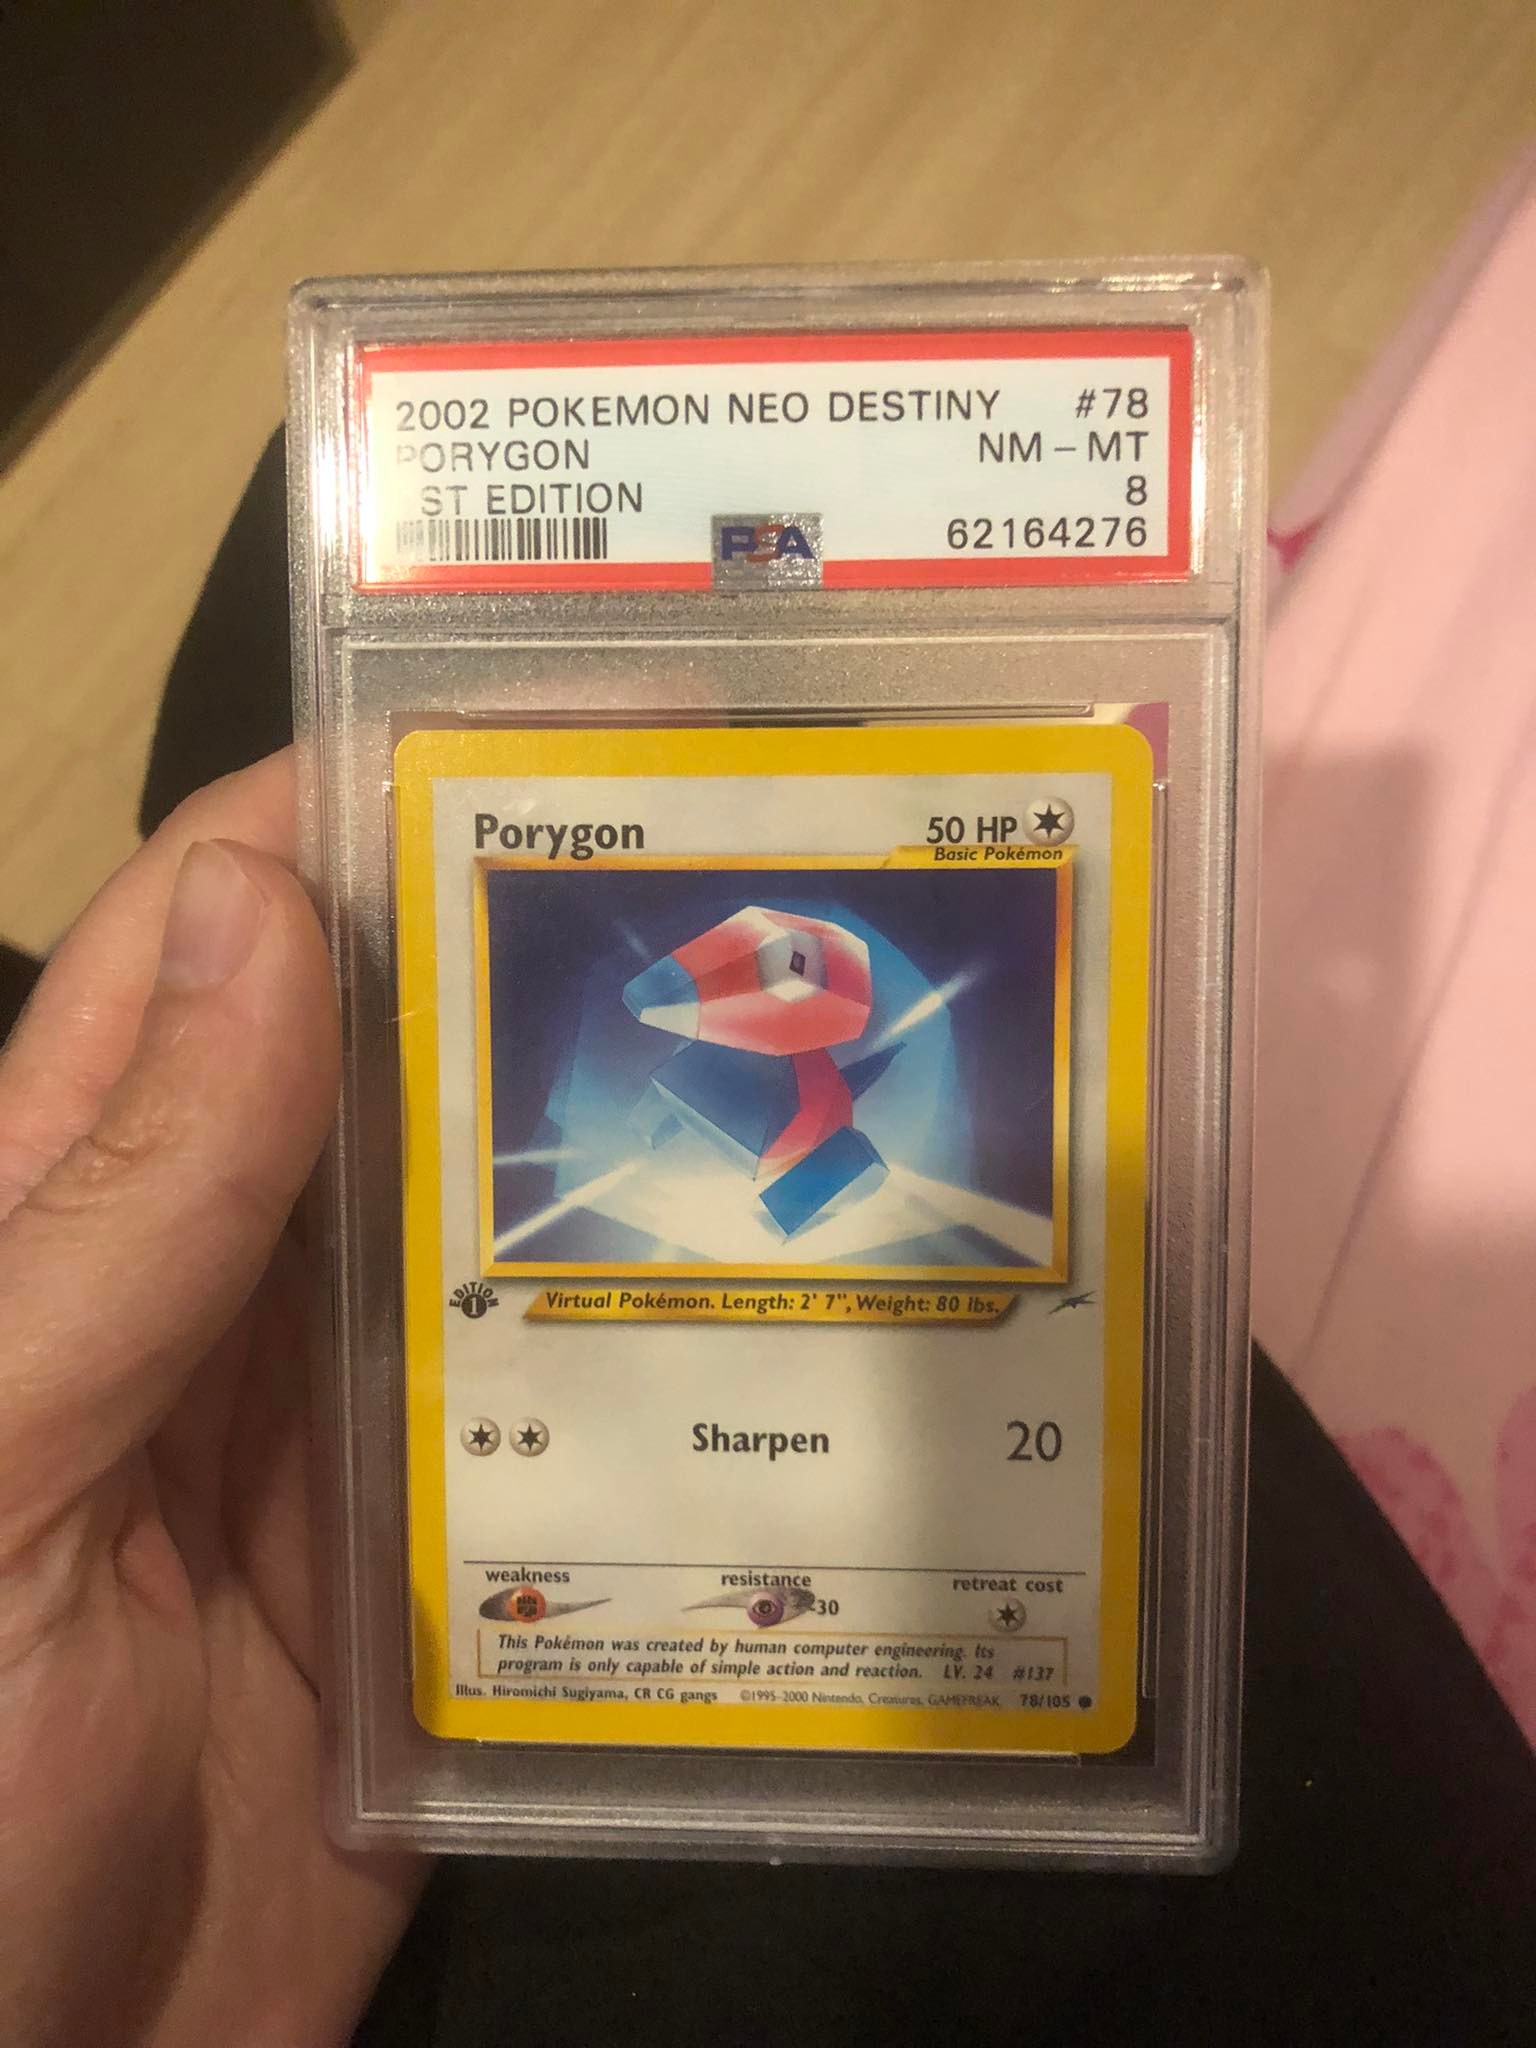 2002 POKEMON NEO DESTINY #78
PORYGON NM - MT
1ST EDITION 8
PSA 62164276
Porygon 50 HP
Basic Pokémon
EDITION 1
Virtual Pokémon. Length: 2' 7", Weight: 80 lbs.
Sharpen 20
weakness resistance retreat cost
-30
This Pokémon was created by human computer engineering. Its
program is only capable of simple action and reaction. LV. 24 #137
Illus. Hiromichi Sugiyama, CR CG gangs ©1995-2000 Nintendo, Creatures, GAMEFREAK. 78/105